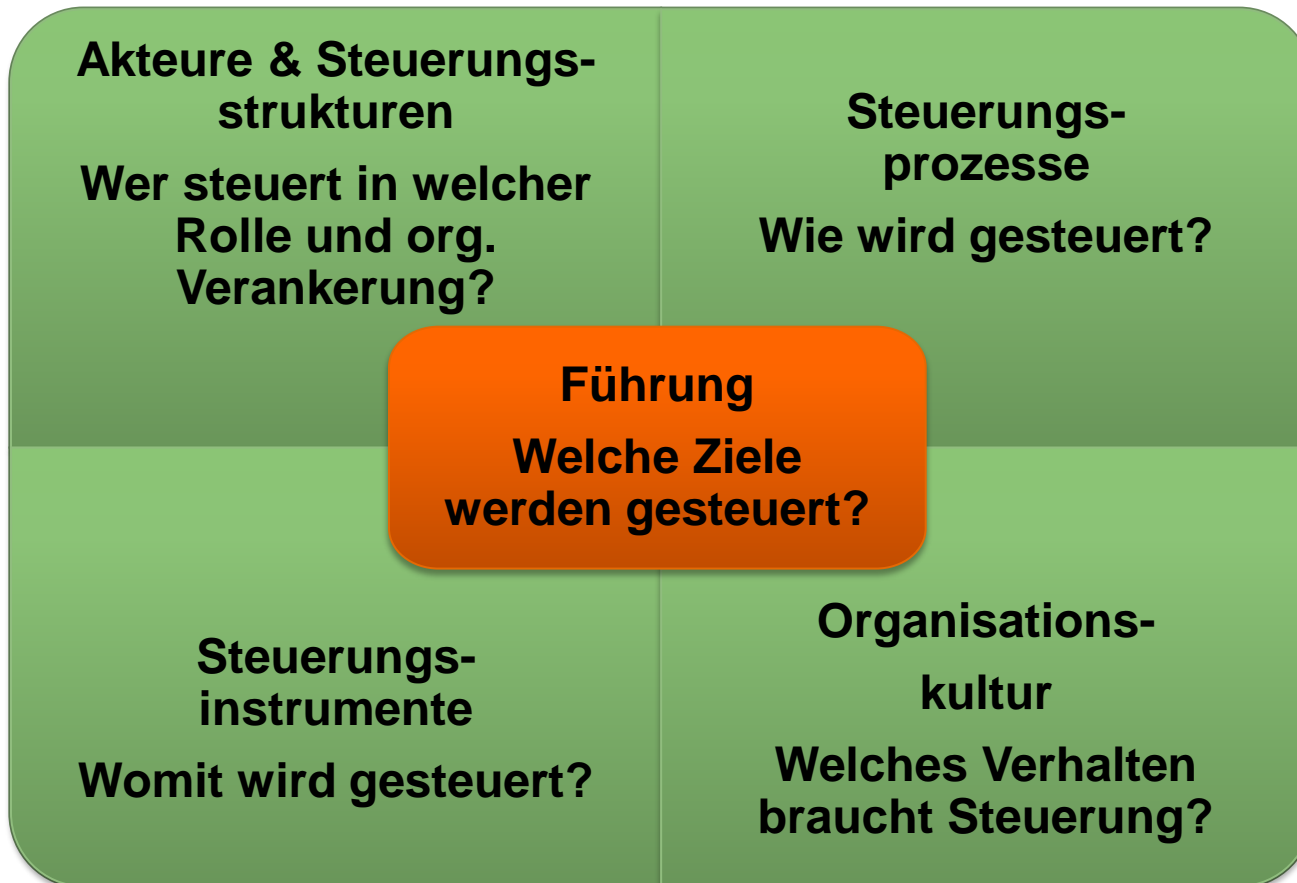 Akteure & Steuerungs-
strukturen
Wer steuert in welcher
Rolle und org.
Verankerung?
Steuerungs-
prozesse
Wie wird gesteuert?
Führung
Welche Ziele
werden gesteuert?
Steuerungs-
instrumente
Womit wird gesteuert?
Organisations-
kultur
Welches Verhalten
braucht Steuerung?